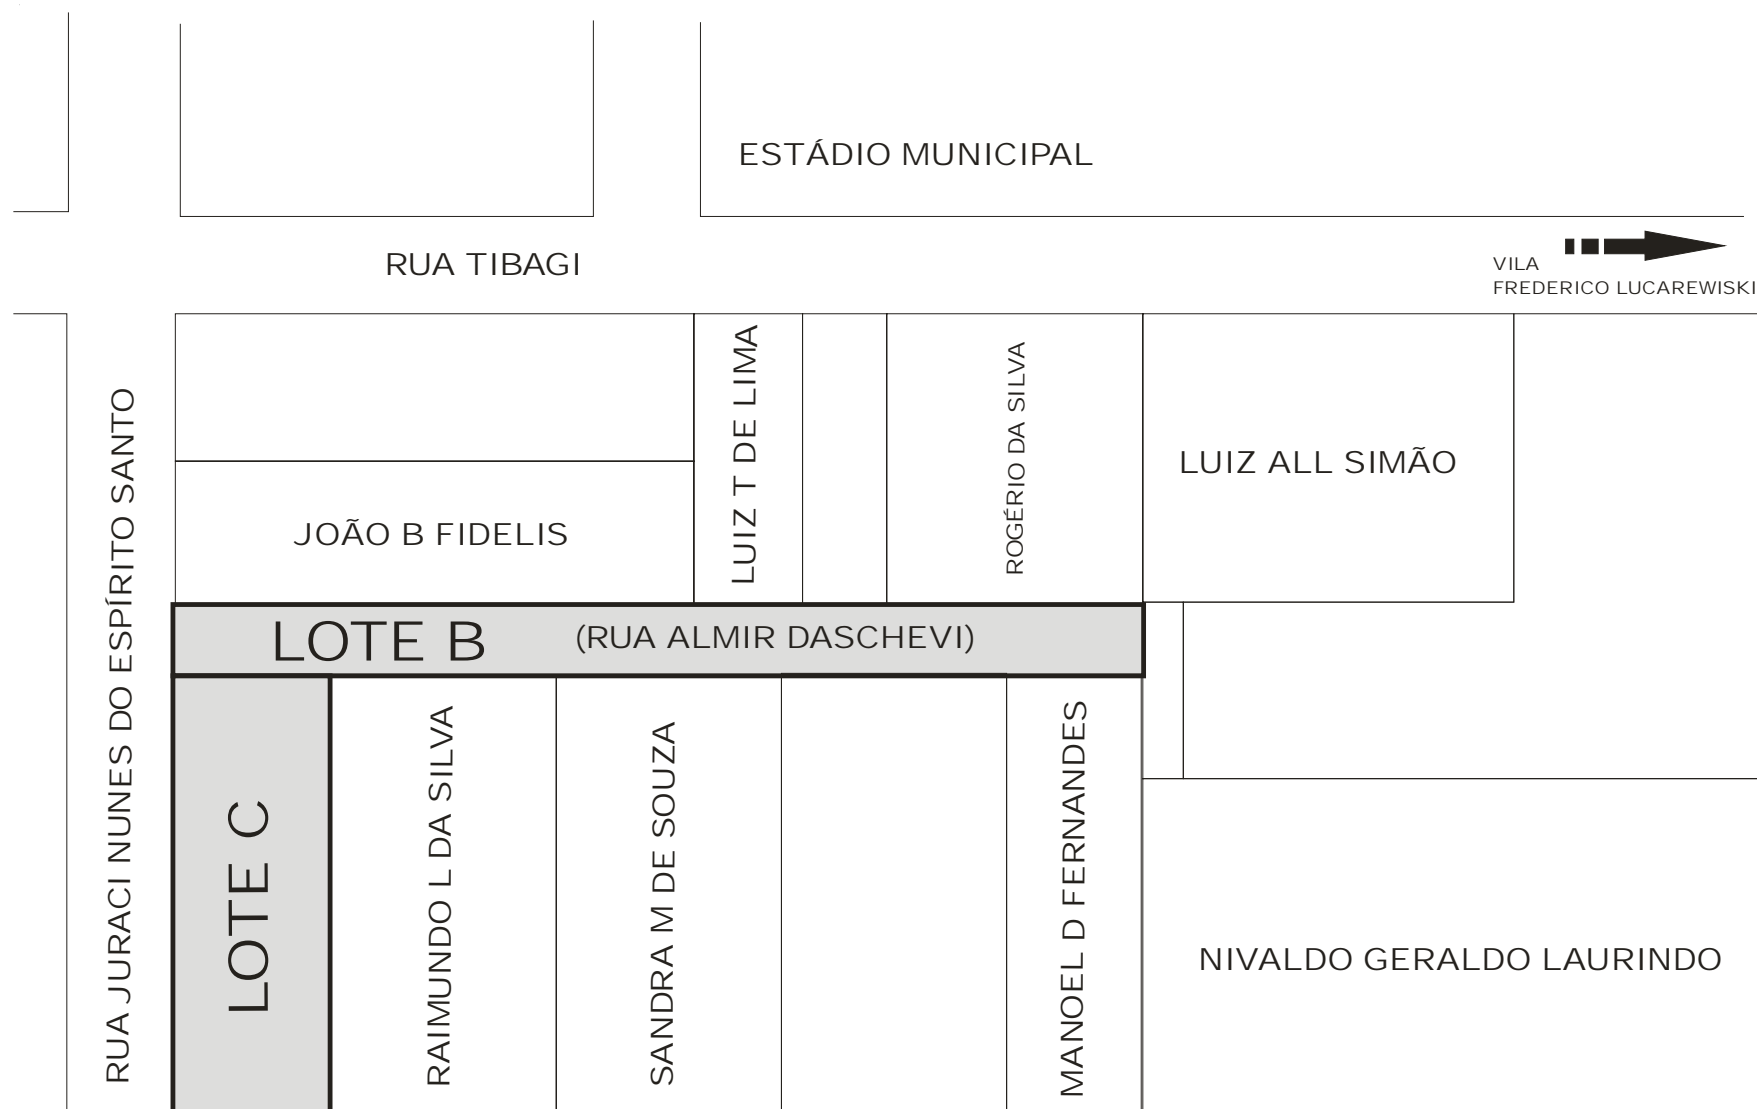 ESTÁDIO MUNICIPAL
RUA TIBAGI
VILA
FREDERICO LUCAREWISKI
RUA JURACI NUNES DO ESPÍRITO SANTO
LUIZ T DE LIMA
ROGÉRIO DA SILVA
LUIZ ALL SIMÃO
JOÃO B FIDELIS
LOTE B (RUA ALMIR DASCHEVI)
LOTE C
RAIMUNDO L DA SILVA
SANDRA M DE SOUZA
MANOEL D FERNANDES
NIVALDO GERALDO LAURINDO